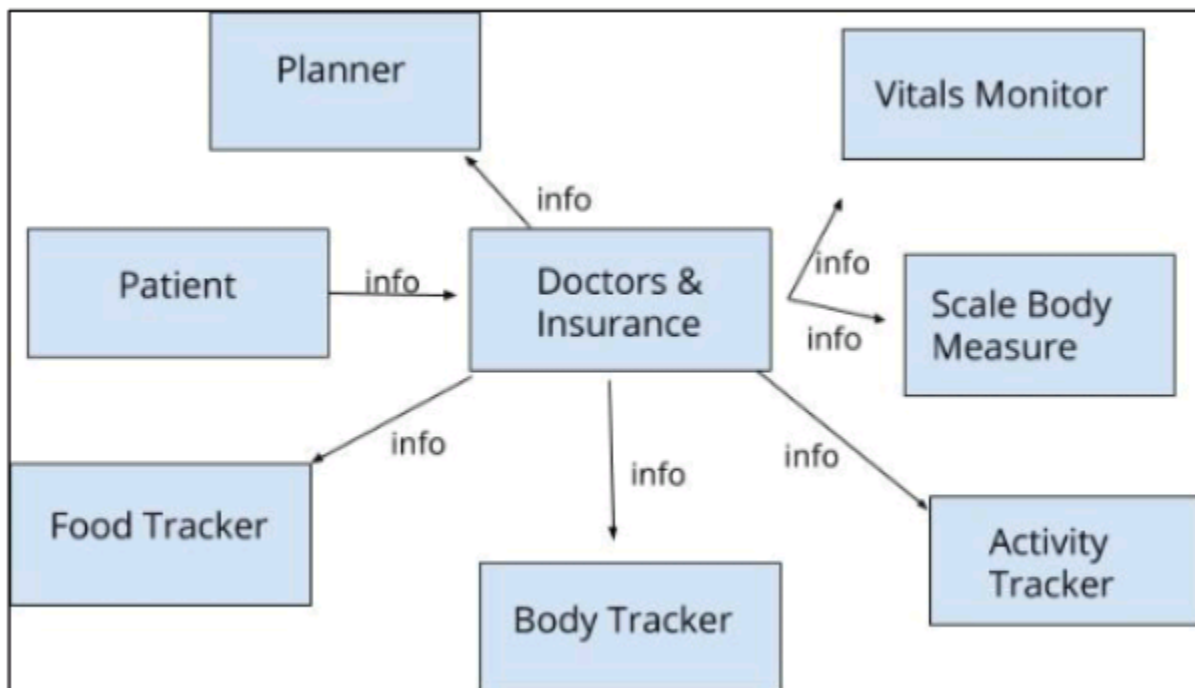 Planner
Vitals Monitor
info
Patient
info
Doctors &
Insurance
info
info
Scale Body
Measure
info
info
info
Food Tracker
Body Tracker
Activity
Tracker